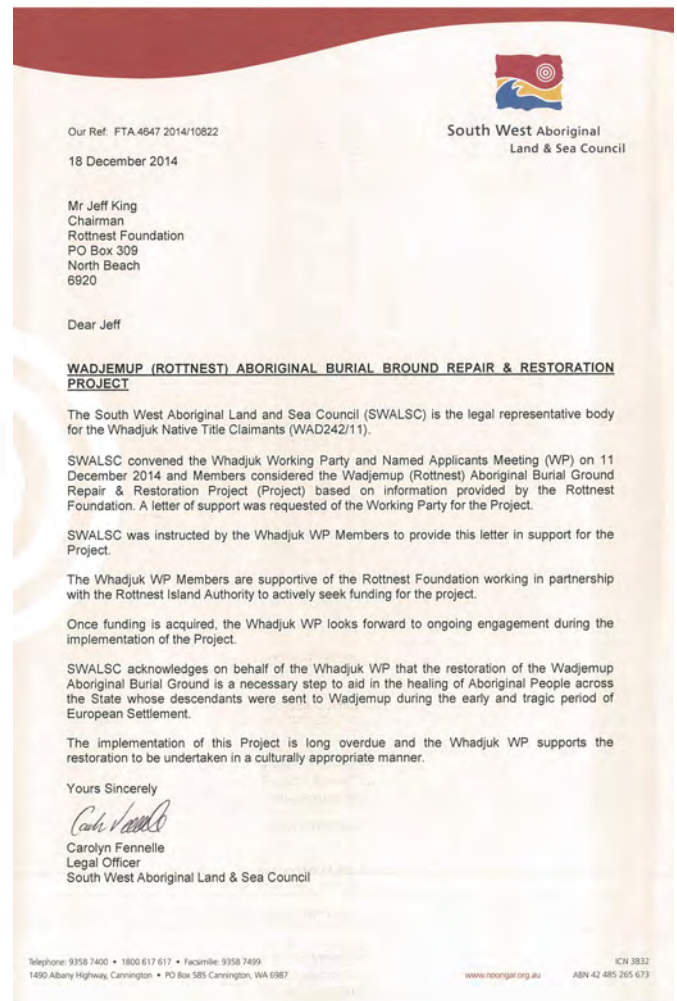 South West Aboriginal
Land & Sea Council
Our Ref: FTA.4647 2014/10822
18 December 2014
Mr Jeff King
Chairman
Rottnest Foundation
PO Box 309
North Beach
6920
Dear Jeff
WADJEMUP (ROTTNEST) ABORIGINAL BURIAL BROUND REPAIR & RESTORATION
PROJECT
The South West Aboriginal Land and Sea Council (SWALSC) is the legal representative body
for the Whadjuk Native Title Claimants (WAD242/11).
SWALSC convened the Whadjuk Working Party and Named Applicants Meeting (WP) on 11
December 2014 and Members considered the Wadjemup (Rottnest) Aboriginal Burial Ground
Repair & Restoration Project (Project) based on information provided by the Rottnest
Foundation. A letter of support was requested of the Working Party for the Project.
SWALSC was instructed by the Whadjuk WP Members to provide this letter in support for the
Project.
The Whadjuk WP Members are supportive of the Rottnest Foundation working in partnership
with the Rottnest Island Authority to actively seek funding for the project.
Once funding is acquired, the Whadjuk WP looks forward to ongoing engagement during the
implementation of the Project.
SWALSC acknowledges on behalf of the Whadjuk WP that the restoration of the Wadjemup
Aboriginal Burial Ground is a necessary step to aid in the healing of Aboriginal People across
the State whose descendants were sent to Wadjemup during the early and tragic period of
European Settlement.
The implementation of this Project is long overdue and the Whadjuk WP supports the
restoration to be undertaken in a culturally appropriate manner.
Yours Sincerely
Carolyn Fennelle
Legal Officer
South West Aboriginal Land & Sea Council
Telephone: 9358 7400 • 1800 617 617 • Facsimilie: 9358 7499
1490 Albany Highway, Cannington • PO Box 585 Cannington, WA 6987
www.noongar.org.au
ICN 3832
ABN 42 485 265 673